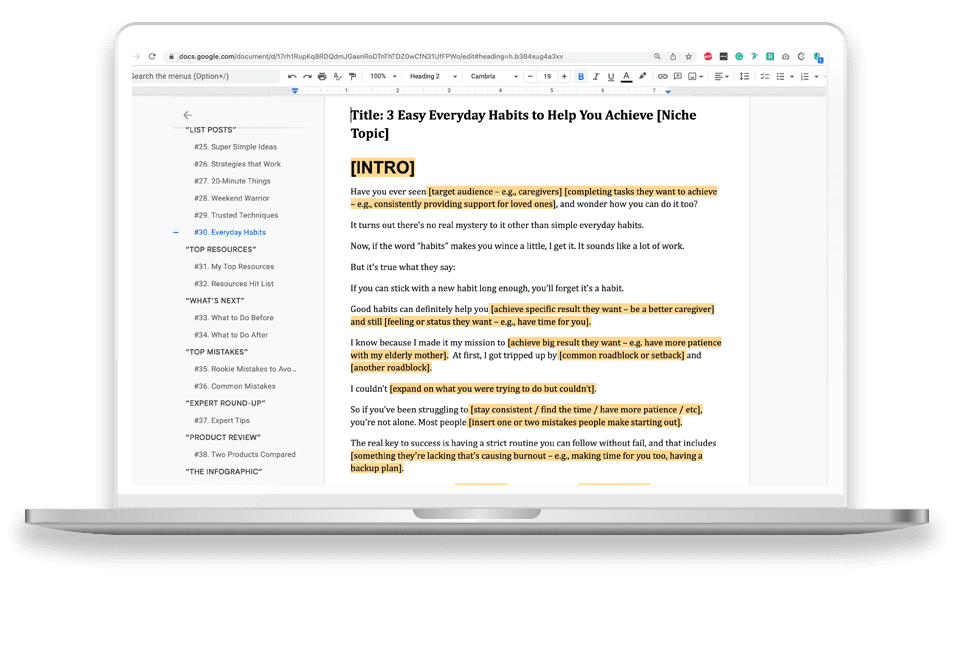 docs.google.com/document/d/17rh1RupKq8RDQdmJGaanRoDTnThTDZ0wCfN31UfFPWo/edit#heading=h.b384sug4a3xv
Search the menus (Option+/)
100%
Heading 2
Cambria
19
B I U A
1 2 3 4 5 6 7
"LIST POSTS"
#25. Super Simple Ideas
#26. Strategies that Work
#27. 20-Minute Things
#28. Weekend Warrior
#29. Trusted Techniques
#30. Everyday Habits
"TOP RESOURCES"
#31. My Top Resources
#32. Resources Hit List
"WHAT'S NEXT"
#33. What to Do Before
#34. What to Do After
"TOP MISTAKES"
#35. Rookie Mistakes to Avo...
#36. Common Mistakes
"EXPERT ROUND-UP"
#37. Expert Tips
"PRODUCT REVIEW"
#38. Two Products Compared
"THE INFOGRAPHIC"
Title: 3 Easy Everyday Habits to Help You Achieve [Niche
Topic]
[INTRO]
Have you ever seen [target audience – e.g., caregivers] [completing tasks they want to achieve
– e.g., consistently providing support for loved ones], and wonder how you can do it too?
It turns out there's no real mystery to it other than simple everyday habits.
Now, if the word "habits" makes you wince a little, I get it. It sounds like a lot of work.
But it's true what they say:
If you can stick with a new habit long enough, you'll forget it's a habit.
Good habits can definitely help you [achieve specific result they want – be a better caregiver]
and still [feeling or status they want – e.g., have time for you].
I know because I made it my mission to [achieve big result they want – e.g. have more patience
with my elderly mother]. At first, I got tripped up by [common roadblock or setback] and
[another roadblock].
I couldn't [expand on what you were trying to do but couldn't].
So if you've been struggling to [stay consistent / find the time / have more patience / etc],
you're not alone. Most people [insert one or two mistakes people make starting out].
The real key to success is having a strict routine you can follow without fail, and that includes
[something they're lacking that's causing burnout – e.g., making time for you too, having a
backup plan].